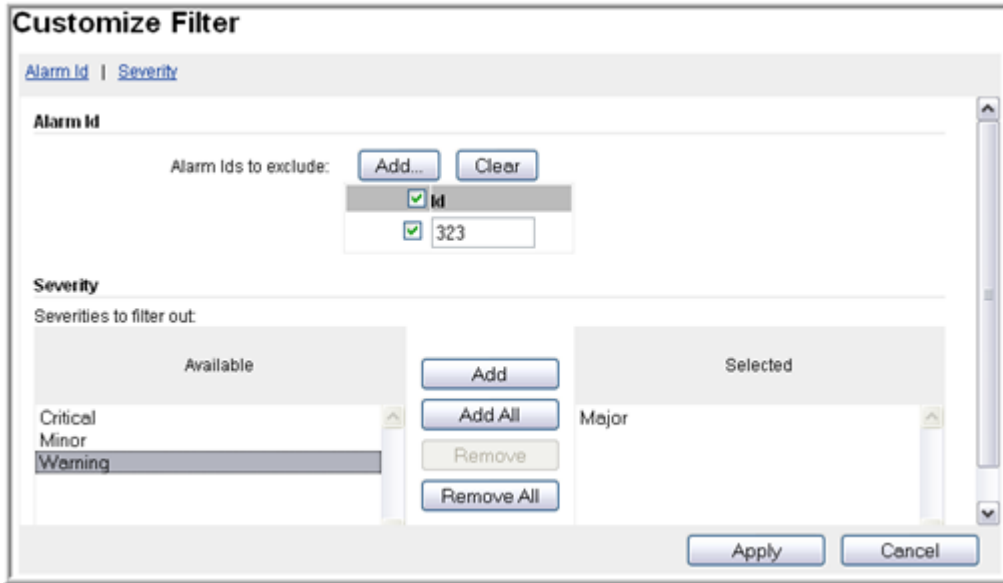 Customize Filter
Alarm Id | Severity
Alarm Id
Alarm Ids to exclude: Add... Clear
Id
323
Severity
Severities to filter out:
Available Add Selected
Critical Add All Major
Minor
Warning Remove
Remove All
Apply Cancel